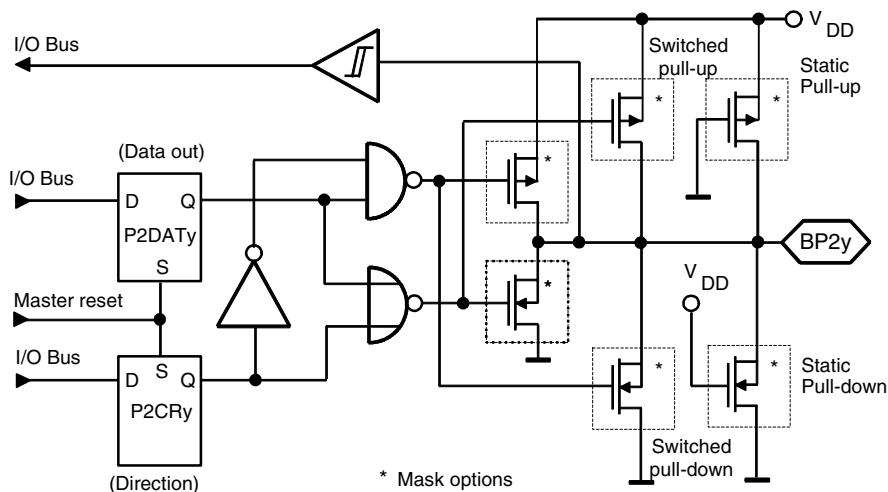 I/O Bus
V DD
Switched
pull-up
*
Static
Pull-up
*
(Data out)
*
I/O Bus
D Q
P2DATy
S
BP2y
*
V DD
Master reset
I/O Bus
S
D Q
P2CRy
*
*
Static
Pull-down
Switched
pull-down
* Mask options
(Direction)